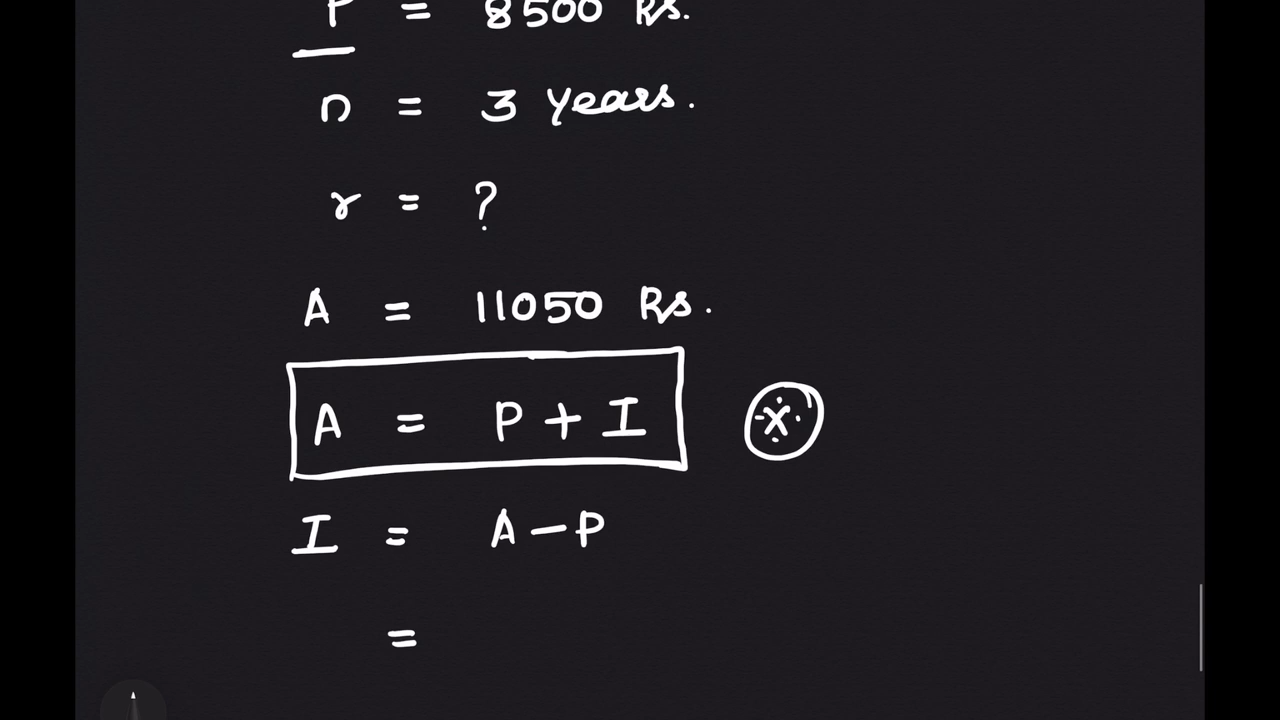 P = 8500 Rs.
n = 3 Years.
r = ?
A = 11050 Rs.
A = P + I
I = A - P
=